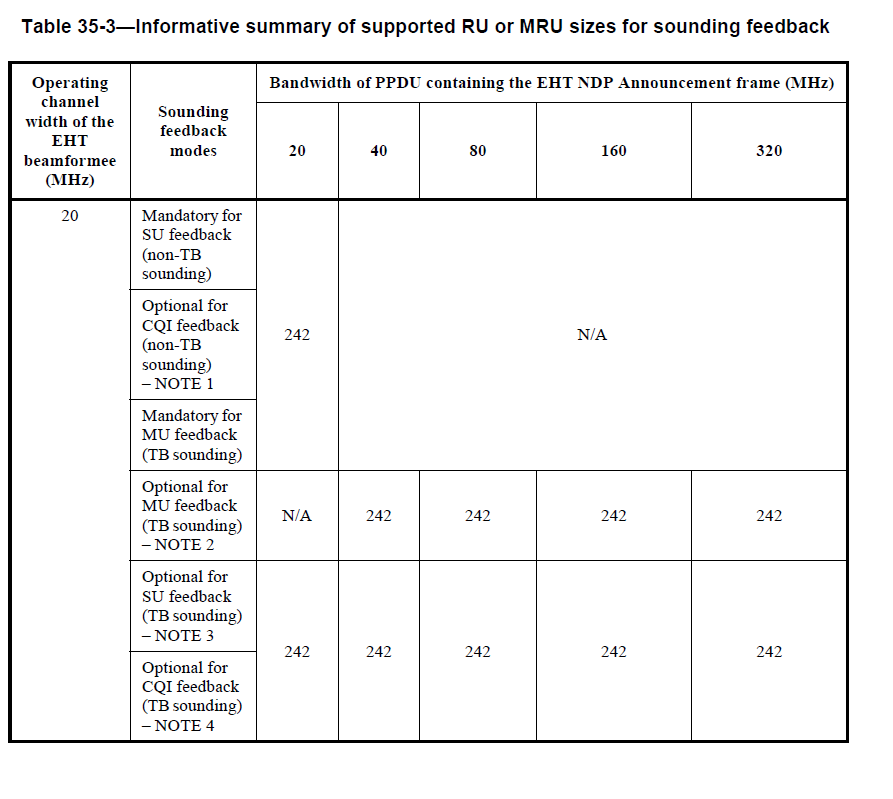 Table 35-3—Informative summary of supported RU or MRU sizes for sounding feedback
Operating
channel
width of the
EHT
beamformee
(MHz)
Sounding
feedback
modes
Bandwidth of PPDU containing the EHT NDP Announcement frame (MHz)
20
40
80
160
320
20
Mandatory for
SU feedback
(non-TB
sounding)
Optional for
CQI feedback
(non-TB
sounding)
– NOTE 1
Mandatory for
MU feedback
(TB sounding)
242
N/A
Optional for
MU feedback
(TB sounding)
– NOTE 2
N/A
242
242
242
242
Optional for
SU feedback
(TB sounding)
– NOTE 3
Optional for
CQI feedback
(TB sounding)
– NOTE 4
242
242
242
242
242